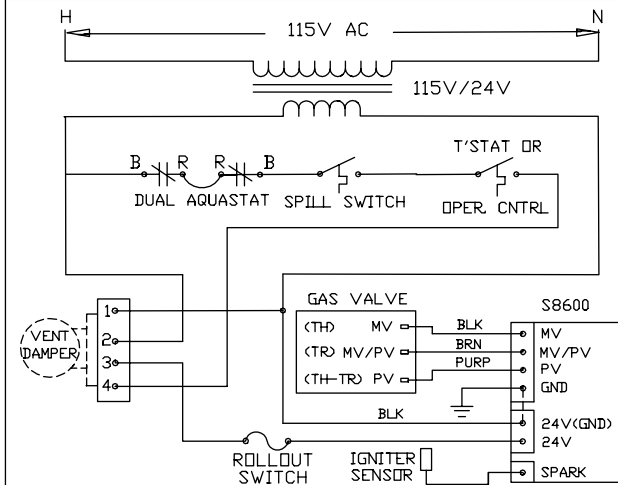 H N
115V AC
115V/24V
T'STAT OR
B R R B
DUAL AQUASTAT SPILL SWITCH OPER. CNTRL
GAS VALVE S8600
1 (TH) MV BLK MV
VENT DAMPER
2 (TR) MV/PV BRN MV/PV
3 (TH-TR) PV PURP PV
4 GND
BLK 24V(GND)
24V
ROLLOUT SWITCH
IGNITER SENSOR
SPARK